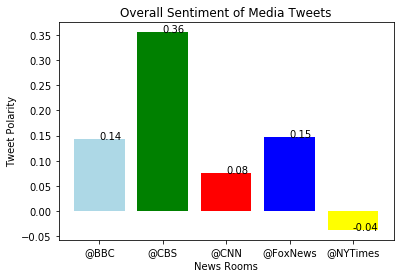 Overall Sentiment of Media Tweets
Tweet Polarity
0.35
0.30
0.25
0.20
0.15
0.10
0.05
0.00
−0.05
0.14
0.36
0.08
0.15
-0.04
@BBC
@CBS
@CNN
@FoxNews
@NYTimes
News Rooms